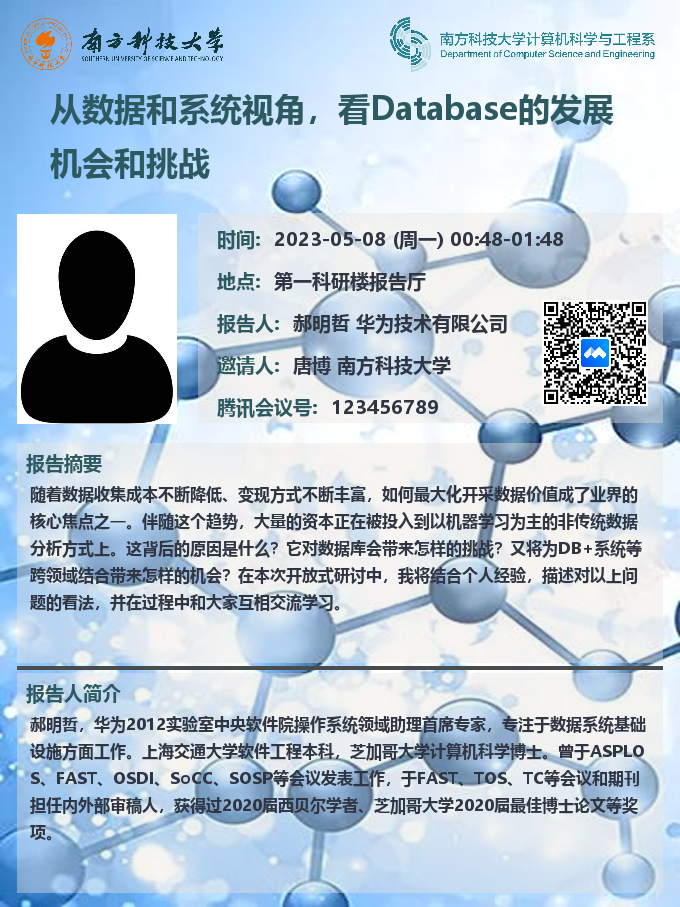 南方科技大学
SOUTHERN UNIVERSITY OF SCIENCE AND TECHNOLOGY
南方科技大学计算机科学与工程系
Department of Computer Science and Engineering
从数据和系统视角，看Database的发展
机会和挑战
时间: 2023-05-08 (周一) 00:48-01:48
地点: 第一科研楼报告厅
报告人: 郝明哲 华为技术有限公司
邀请人: 唐博 南方科技大学
腾讯会议号: 123456789
报告摘要
随着数据收集成本不断降低、变现方式不断丰富，如何最大化开采数据价值成了业界的
核心焦点之一。伴随这个趋势，大量的资本正在被投入到以机器学习为主的非传统数据
分析方式上。这背后的原因是什么？它对数据库会带来怎样的挑战？又将为DB+系统等
跨领域结合带来怎样的机会？在本次开放式研讨中，我将结合个人经验，描述对以上问
题的看法，并在过程中和大家互相交流学习。
报告人简介
郝明哲，华为2012实验室中央软件院操作系统领域助理首席专家，专注于数据系统基础
设施方面工作。上海交通大学软件工程本科，芝加哥大学计算机科学博士。曾于ASPLO
S、FAST、OSDI、SoCC、SOSP等会议发表工作，于FAST、TOS、TC等会议和期刊
担任内外部审稿人，获得过2020届西贝尔学者、芝加哥大学2020届最佳博士论文等奖
项。